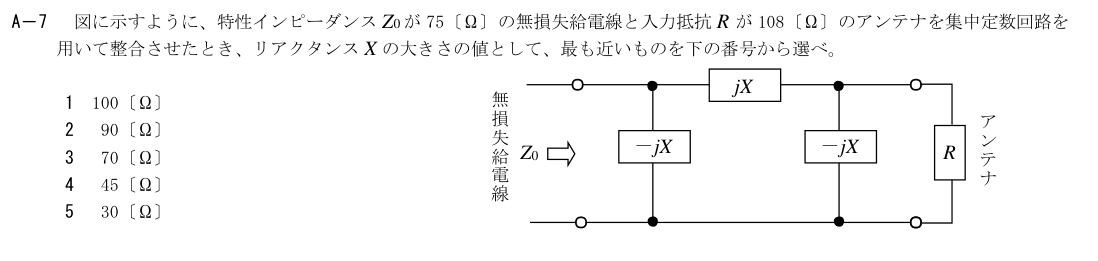 A－7 図に示すように、特性インピーダンス Z0 が 75〔Ω〕の無損失給電線と入力抵抗 R が 108〔Ω〕のアンテナを集中定数回路を
用いて整合させたとき、リアクタンス X の大きさの値として、最も近いものを下の番号から選べ。
1 100〔Ω〕
2 90〔Ω〕
3 70〔Ω〕
4 45〔Ω〕
5 30〔Ω〕
無損失給電線
Z0
jX
－jX
－jX
R
アンテナ